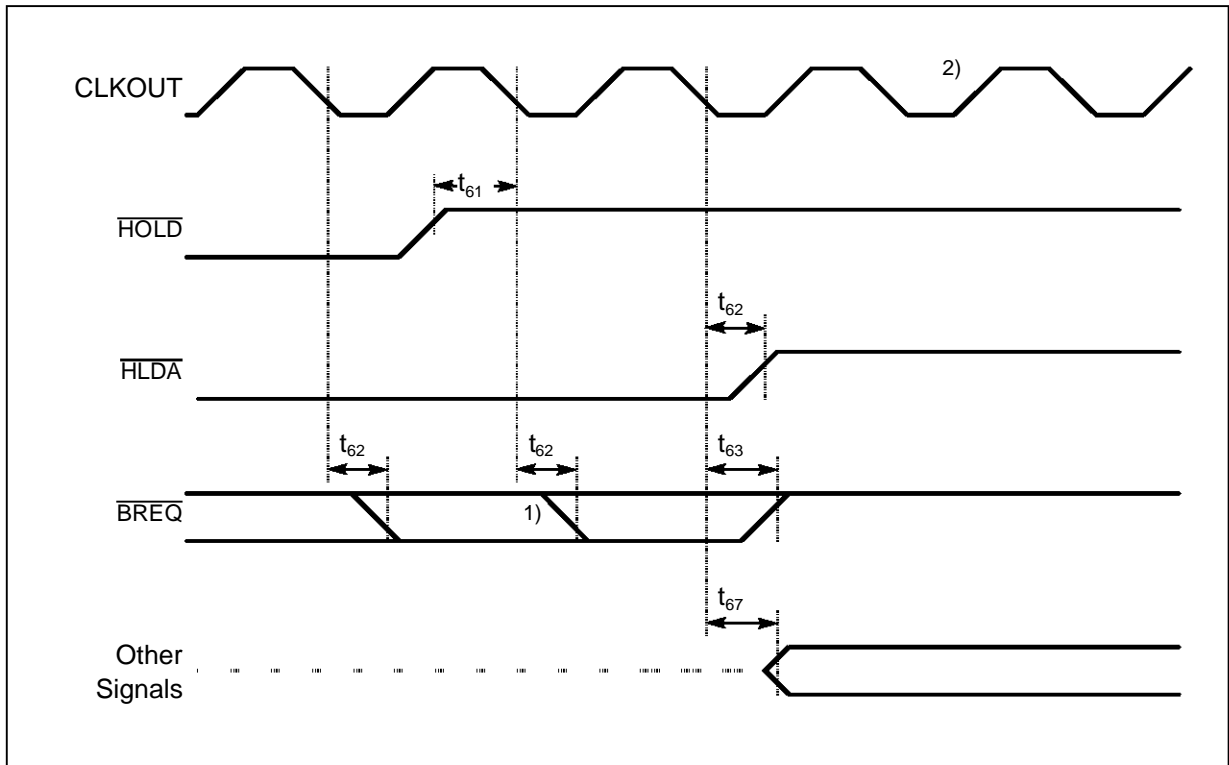 CLKOUT
2)
t61
HOLD
t62
HLDA
t62
t62
t63
BREQ
1)
t67
Other
Signals